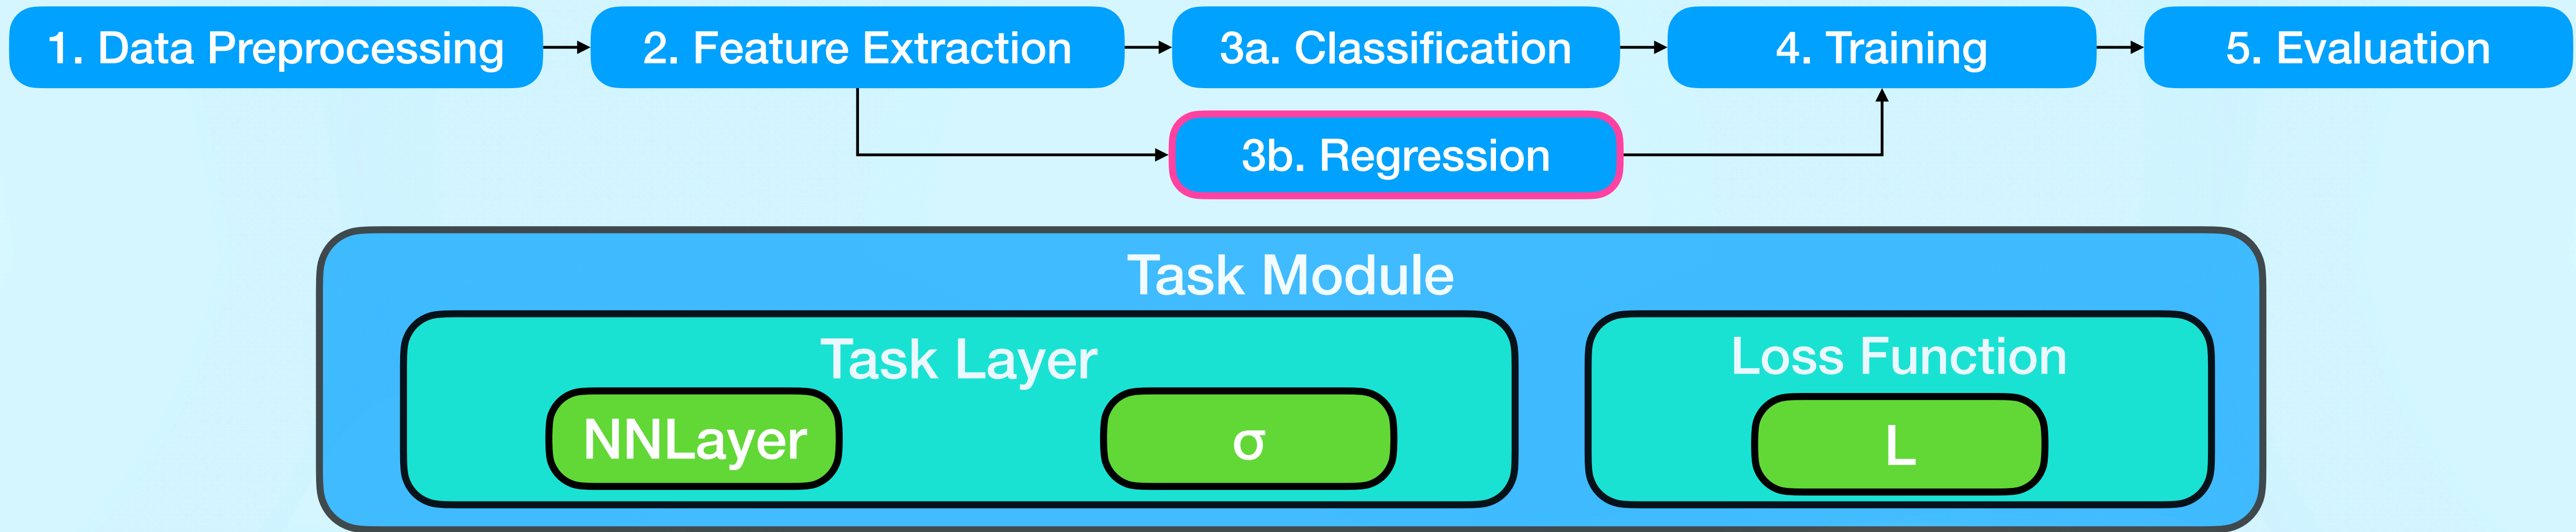 1. Data Preprocessing
2. Feature Extraction
3a. Classification
4. Training
5. Evaluation
3b. Regression
Task Module
Task Layer
Loss Function
NNLayer
σ
L